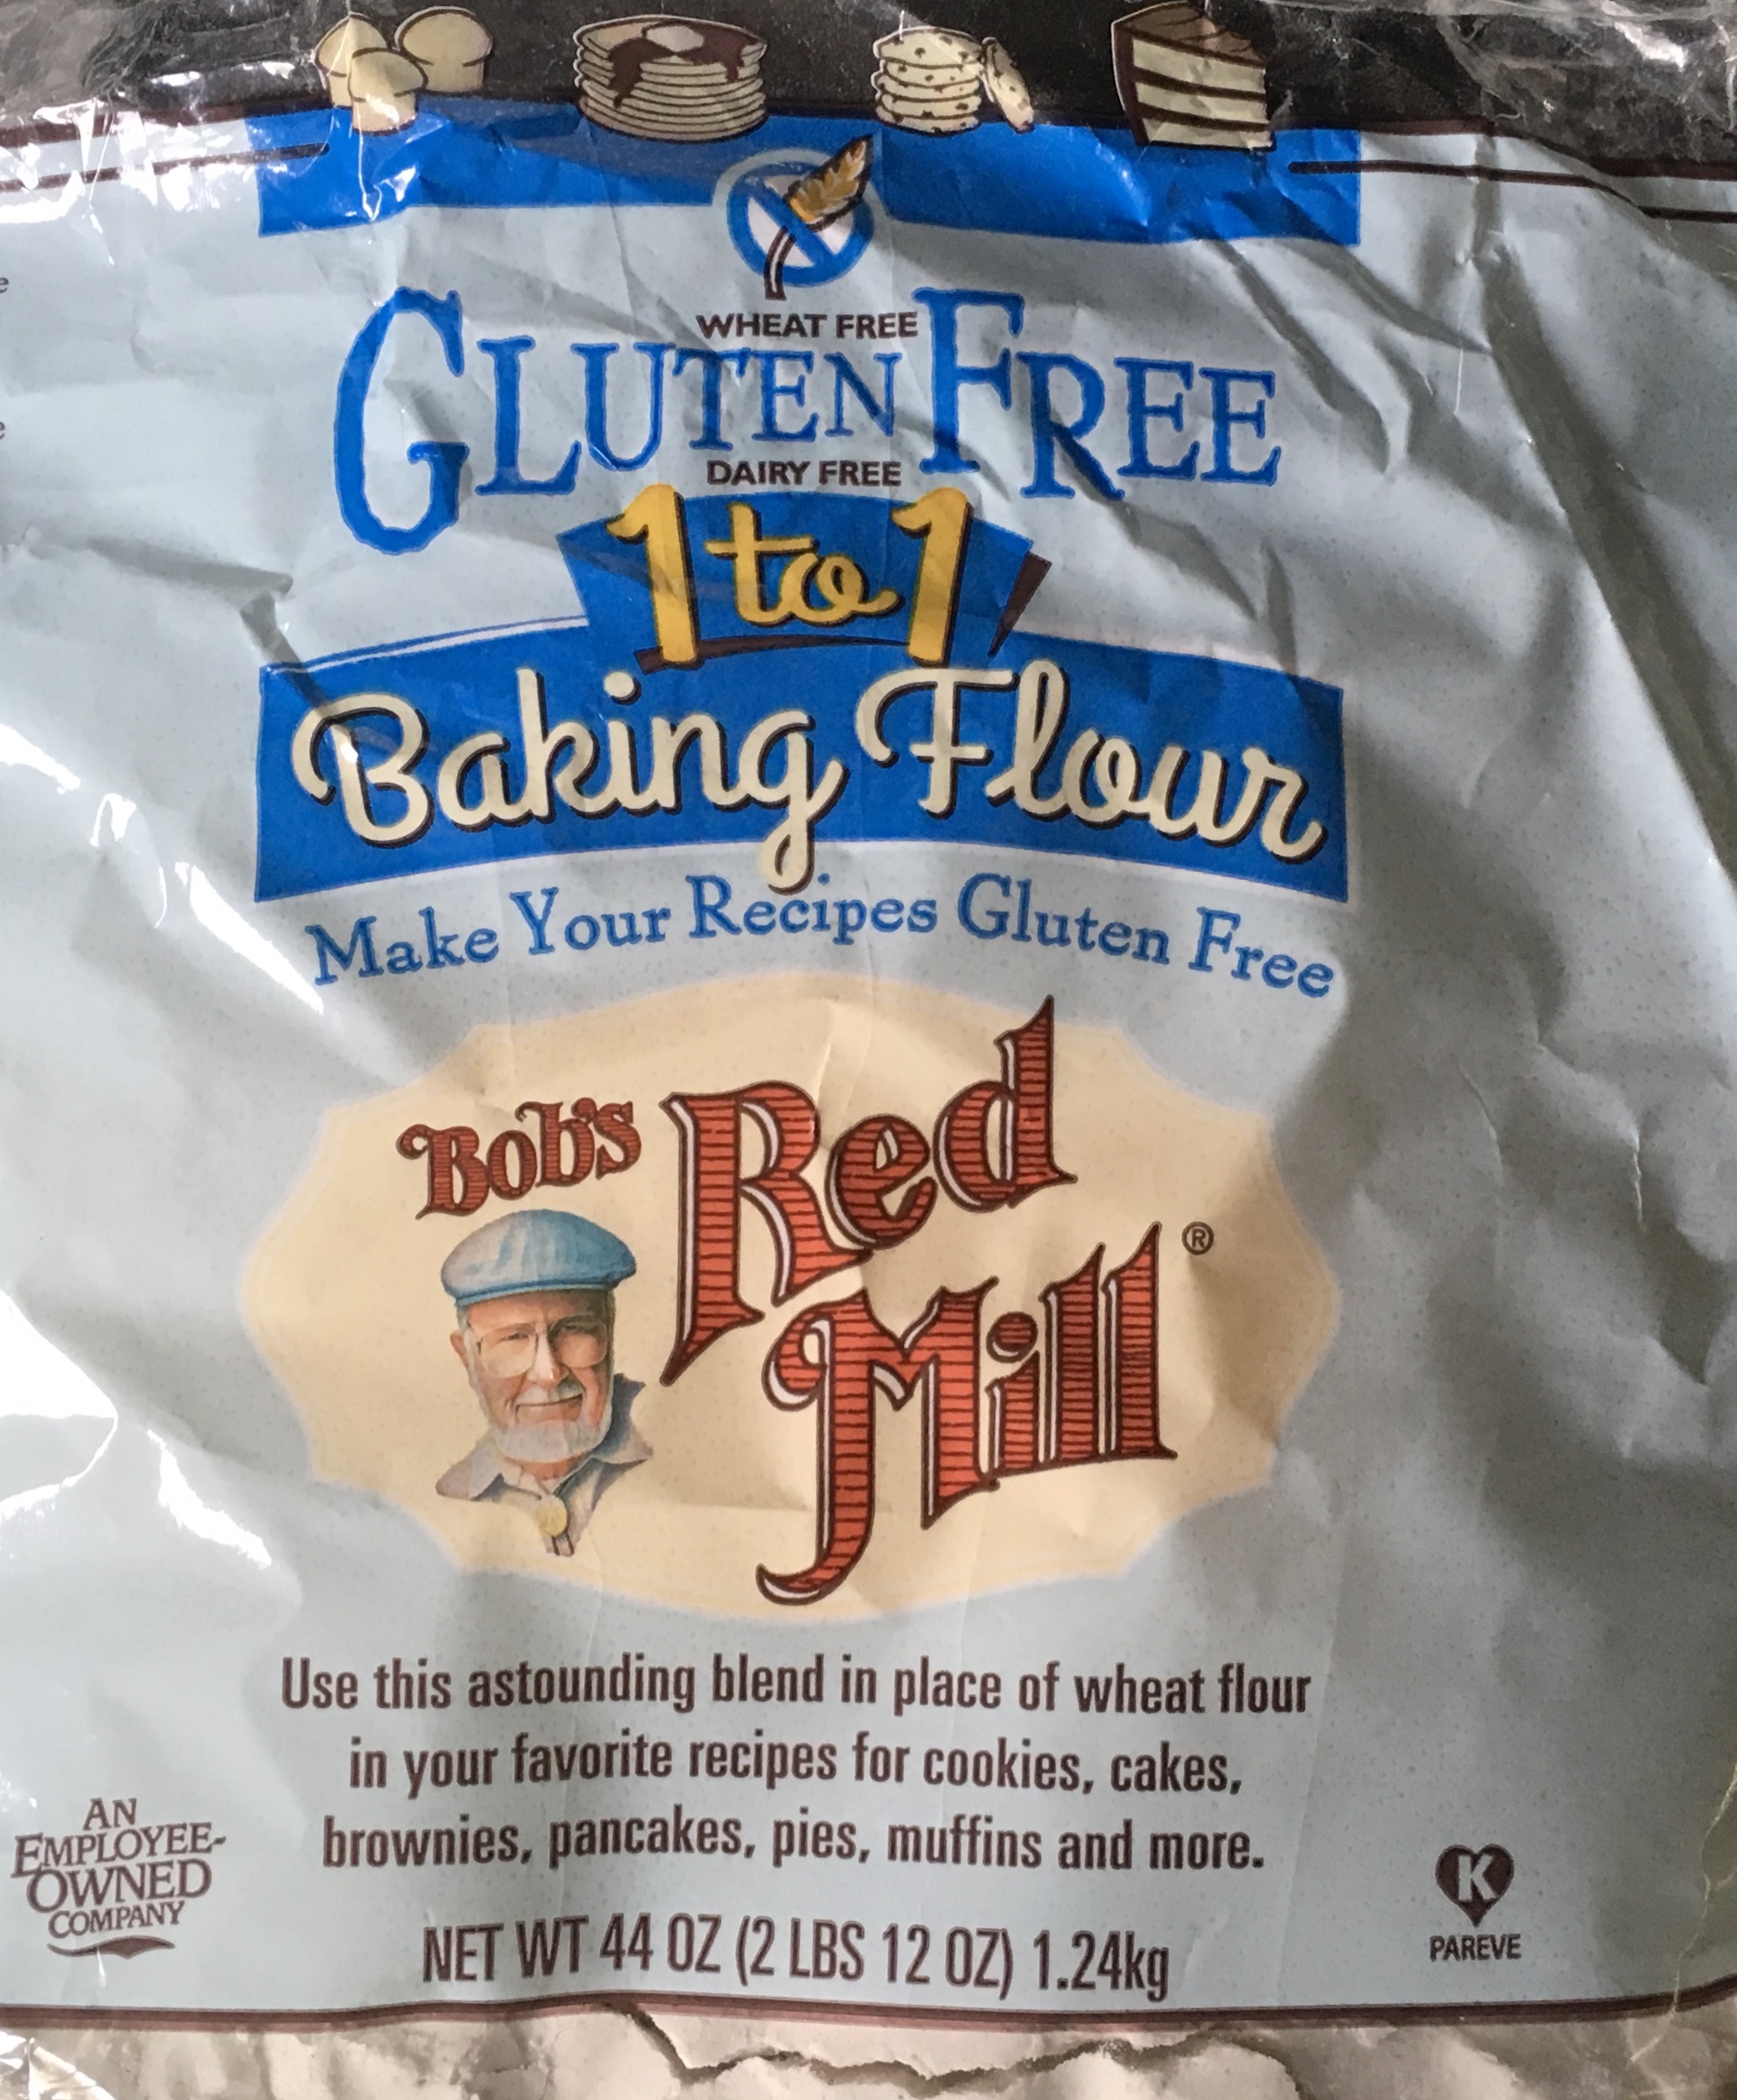 WHEAT FREE
GLUTEN FREE
DAIRY FREE
1 to 1
Baking Flour
Make Your Recipes Gluten Free
Bob's
Red
Mill ®
Use this astounding blend in place of wheat flour
in your favorite recipes for cookies, cakes,
brownies, pancakes, pies, muffins and more.
AN
EMPLOYEE-
OWNED
COMPANY
NET WT 44 OZ (2 LBS 12 OZ) 1.24kg
K
PAREVE